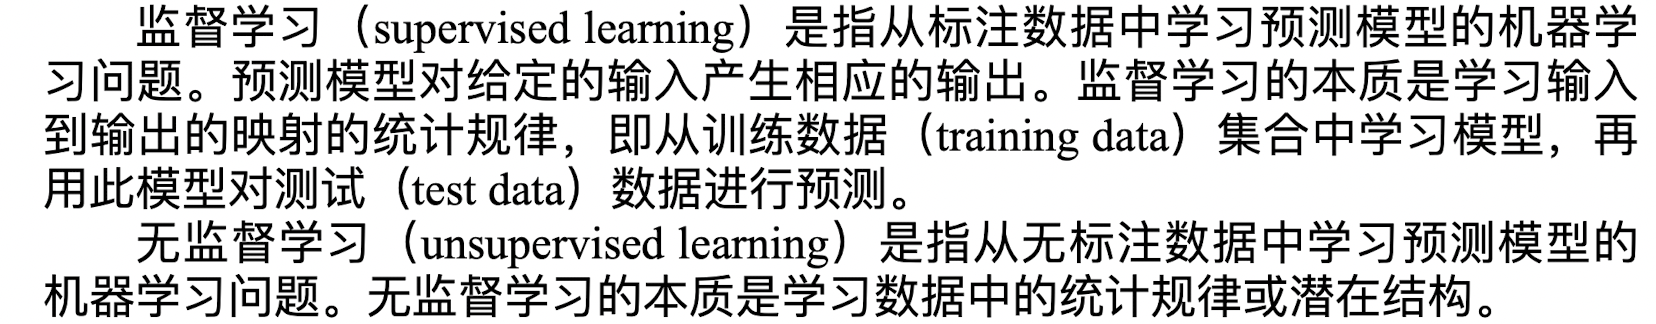 监督学习（supervised learning）是指从标注数据中学习预测模型的机器学
习问题。预测模型对给定的输入产生相应的输出。监督学习的本质是学习输入
到输出的映射的统计规律，即从训练数据（training data）集合中学习模型，再
用此模型对测试（test data）数据进行预测。
无监督学习（unsupervised learning）是指从无标注数据中学习预测模型的
机器学习问题。无监督学习的本质是学习数据中的统计规律或潜在结构。